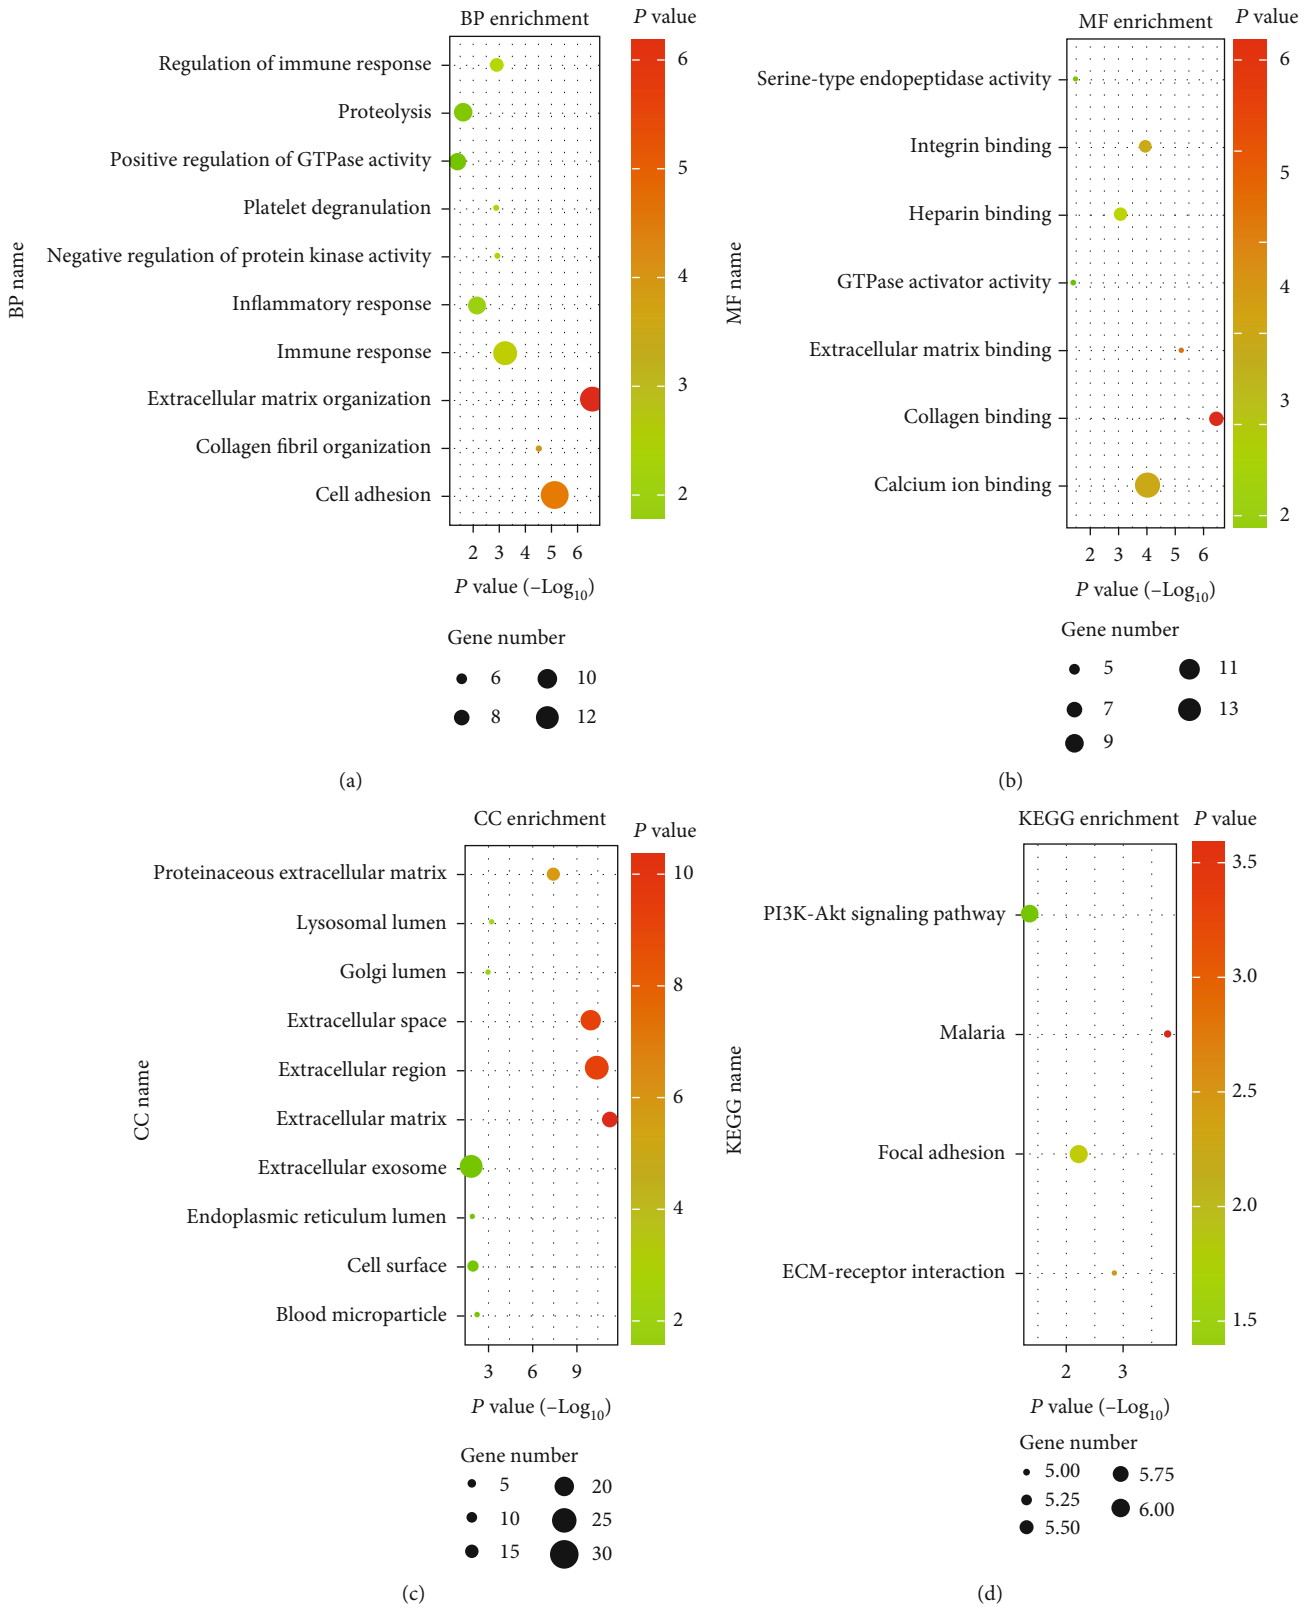 BP enrichment
P value
Regulation of immune response
Proteolysis
Positive regulation of GTPase activity
Platelet degranulation
Negative regulation of protein kinase activity
Inflammatory response
Immune response
Extracellular matrix organization
Collagen fibril organization
Cell adhesion
BP name
6
5
4
3
2
2 3 4 5 6
P value (–Log10)
Gene number
6 10
8 12
(a)
MF enrichment
P value
Serine-type endopeptidase activity
Integrin binding
Heparin binding
GTPase activator activity
Extracellular matrix binding
Collagen binding
Calcium ion binding
MF name
6
5
4
3
2
2 3 4 5 6
P value (–Log10)
Gene number
5 11
7 13
9
(b)
CC enrichment
P value
Proteinaceous extracellular matrix
Lysosomal lumen
Golgi lumen
Extracellular space
Extracellular region
Extracellular matrix
Extracellular exosome
Endoplasmic reticulum lumen
Cell surface
Blood microparticle
CC name
10
8
6
4
2
3 6 9
P value (–Log10)
Gene number
5 20
10 25
15 30
(c)
KEGG enrichment
P value
PI3K-Akt signaling pathway
Malaria
Focal adhesion
ECM-receptor interaction
KEGG name
3.5
3.0
2.5
2.0
1.5
2 3
P value (–Log10)
Gene number
5.00 5.75
5.25 6.00
5.50
(d)